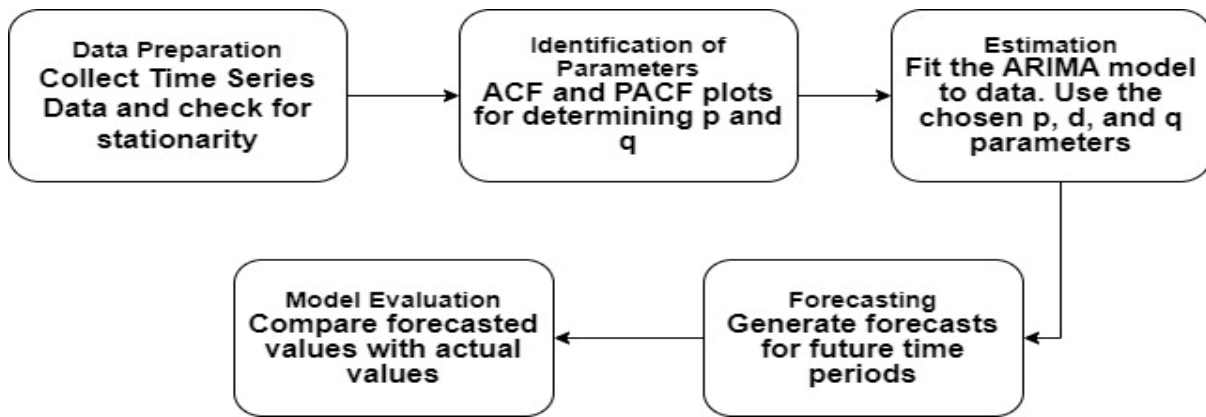 Data Preparation
Collect Time Series
Data and check for
stationarity
Identification of
Parameters
ACF and PACF plots
for determining p and
q
Estimation
Fit the ARIMA model
to data. Use the
chosen p, d, and q
parameters
Forecasting
Generate forecasts
for future time
periods
Model Evaluation
Compare forecasted
values with actual
values